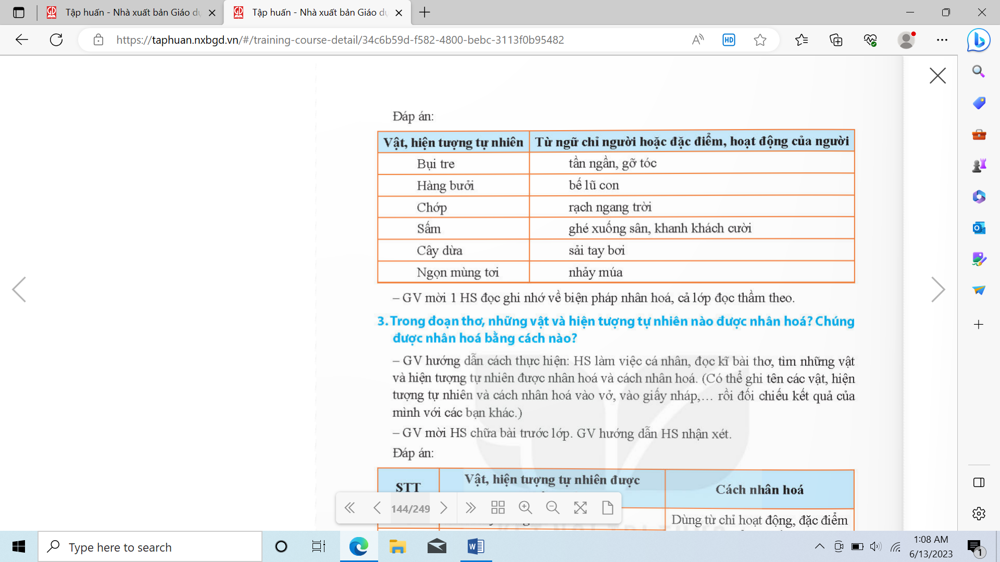 Tập huấn - Nhà xuất bản Giáo dụ
Tập huấn - Nhà xuất bản Giáo dụ
https://taphuan.nxbgd.vn/#/training-course-detail/34c6b59d-f582-4800-bebc-3113f0b95482
Đáp án:
Vật, hiện tượng tự nhiên Từ ngữ chỉ người hoặc đặc điểm, hoạt động của người
Bụi tre tần ngần, gỡ tóc
Hàng bưởi bế lũ con
Chớp rạch ngang trời
Sấm ghé xuống sân, khanh khách cười
Cây dừa sải tay bơi
Ngọn mùng tơi nhảy múa
– GV mời 1 HS đọc ghi nhớ về biện pháp nhân hoá, cả lớp đọc thầm theo.
3. Trong đoạn thơ, những vật và hiện tượng tự nhiên nào được nhân hoá? Chúng
được nhân hoá bằng cách nào?
– GV hướng dẫn cách thực hiện: HS làm việc cá nhân, đọc kĩ bài thơ, tìm những vật
và hiện tượng tự nhiên được nhân hoá và cách nhân hoá. (Có thể ghi tên các vật, hiện
tượng tự nhiên và cách nhân hoá vào vở, vào giấy nháp,… rồi đối chiếu kết quả của
mình với các bạn khác.)
– GV mời HS chữa bài trước lớp. GV hướng dẫn HS nhận xét.
Đáp án:
STT Vật, hiện tượng tự nhiên được Cách nhân hoá
144/249
Dùng từ chỉ hoạt động, đặc điểm
Type here to search
1:08 AM
6/13/2023
1